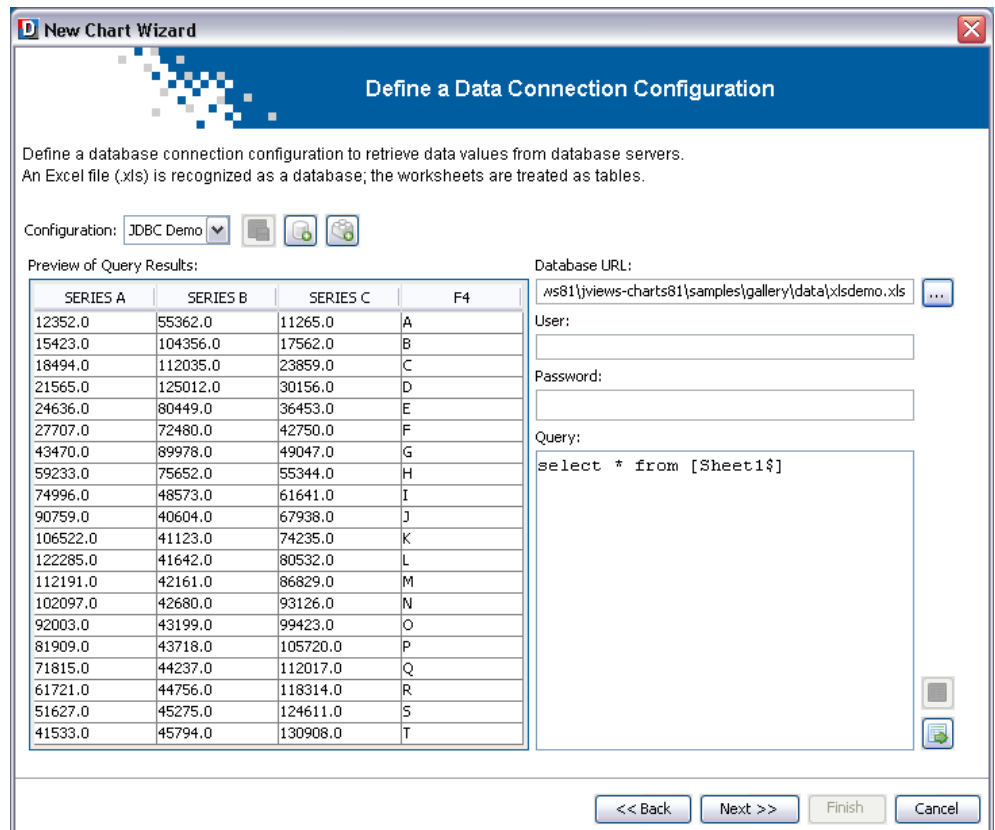 New Chart Wizard
Define a Data Connection Configuration
Define a database connection configuration to retrieve data values from database servers.
An Excel file (.xls) is recognized as a database; the worksheets are treated as tables.
Configuration: JDBC Demo
Preview of Query Results:
SERIES A SERIES B SERIES C F4
12352.0 55362.0 11265.0 A
15423.0 104356.0 17562.0 B
18494.0 112035.0 23859.0 C
21565.0 125012.0 30156.0 D
24636.0 80449.0 36453.0 E
27707.0 72480.0 42750.0 F
43470.0 89978.0 49047.0 G
59233.0 75652.0 55344.0 H
74996.0 48573.0 61641.0 I
90759.0 40604.0 67938.0 J
106522.0 41123.0 74235.0 K
122285.0 41642.0 80532.0 L
112191.0 42161.0 86829.0 M
102097.0 42680.0 93126.0 N
92003.0 43199.0 99423.0 O
81909.0 43718.0 105720.0 P
71815.0 44237.0 112017.0 Q
61721.0 44756.0 118314.0 R
51627.0 45275.0 124611.0 S
41533.0 45794.0 130908.0 T
Database URL:
ws81\jviews-charts81\samples\gallery\data\xlsdemo.xls ...
User:
Password:
Query:
select * from [Sheet1$]
<< Back Next >> Finish Cancel